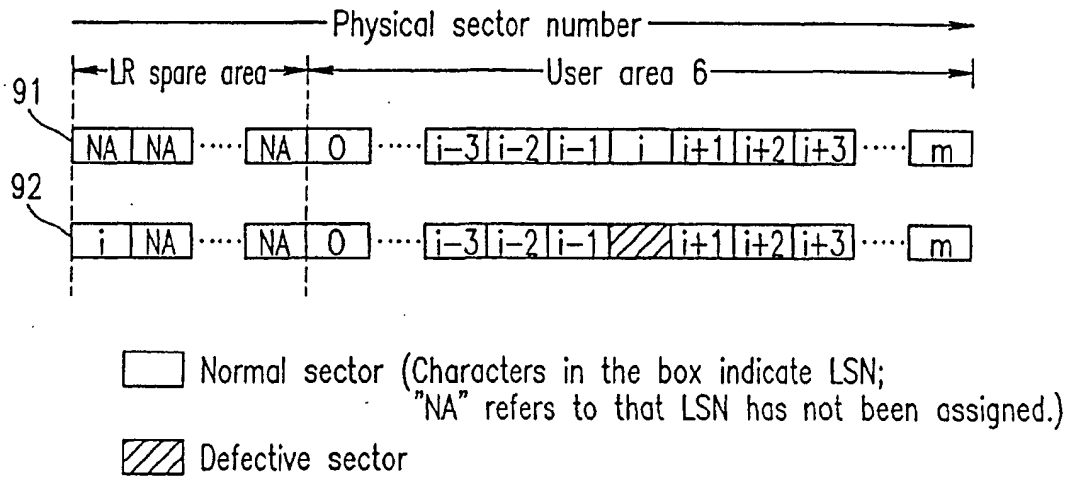 Physical sector number
LR spare area User area 6
91
NA NA ..... NA 0 ..... i-3 i-2 i-1 i i+1 i+2 i+3 ..... m
92
i NA ..... NA 0 ..... i-3 i-2 i-1 i+1 i+2 i+3 ..... m
Normal sector (Characters in the box indicate LSN;
"NA" refers to that LSN has not been assigned.)
Defective sector